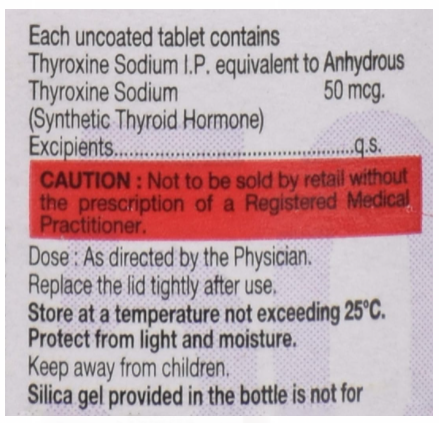 Each uncoated tablet contains
Thyroxine Sodium I.P. equivalent to Anhydrous
Thyroxine Sodium 50 mcg.
(Synthetic Thyroid Hormone)
Excipients.............................................q.s.
CAUTION : Not to be sold by retail without
the prescription of a Registered Medical
Practitioner.
Dose : As directed by the Physician.
Replace the lid tightly after use.
Store at a temperature not exceeding 25°C.
Protect from light and moisture.
Keep away from children.
Silica gel provided in the bottle is not for